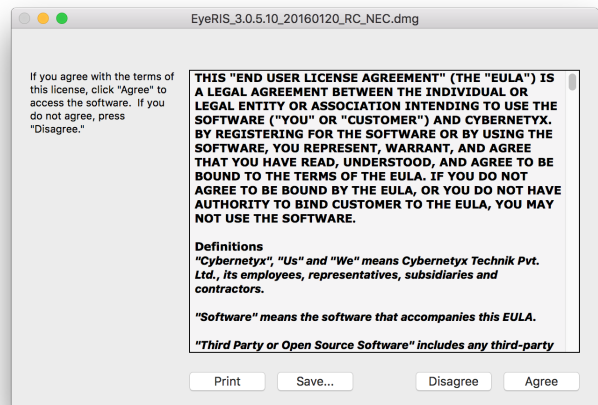 EyeRIS_3.0.5.10_20160120_RC_NEC.dmg
If you agree with the terms of
this license, click "Agree" to
access the software. If you
do not agree, press
"Disagree."
THIS "END USER LICENSE AGREEMENT" (THE "EULA") IS
A LEGAL AGREEMENT BETWEEN THE INDIVIDUAL OR
LEGAL ENTITY OR ASSOCIATION INTENDING TO USE THE
SOFTWARE ("YOU" OR "CUSTOMER") AND CYBERNETYX.
BY REGISTERING FOR THE SOFTWARE OR BY USING THE
SOFTWARE, YOU REPRESENT, WARRANT, AND AGREE
THAT YOU HAVE READ, UNDERSTOOD, AND AGREE TO BE
BOUND TO THE TERMS OF THE EULA. IF YOU DO NOT
AGREE TO BE BOUND BY THE EULA, OR YOU DO NOT HAVE
AUTHORITY TO BIND CUSTOMER TO THE EULA, YOU MAY
NOT USE THE SOFTWARE.
Definitions
"Cybernetyx", "Us" and "We" means Cybernetyx Technik Pvt.
Ltd., its employees, representatives, subsidiaries and
contractors.
"Software" means the software that accompanies this EULA.
"Third Party or Open Source Software" includes any third-party
Print
Save...
Disagree
Agree